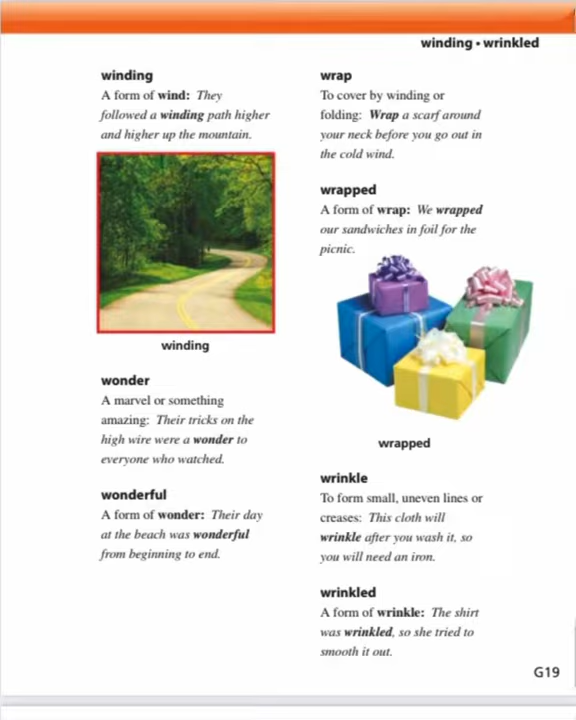 winding • wrinkled
winding
A form of wind: They
followed a winding path higher
and higher up the mountain.
winding
wonder
A marvel or something
amazing: Their tricks on the
high wire were a wonder to
everyone who watched.
wonderful
A form of wonder: Their day
at the beach was wonderful
from beginning to end.
wrap
To cover by winding or
folding: Wrap a scarf around
your neck before you go out in
the cold wind.
wrapped
A form of wrap: We wrapped
our sandwiches in foil for the
picnic.
wrapped
wrinkle
To form small, uneven lines or
creases: This cloth will
wrinkle after you wash it, so
you will need an iron.
wrinkled
A form of wrinkle: The shirt
was wrinkled, so she tried to
smooth it out.
G19